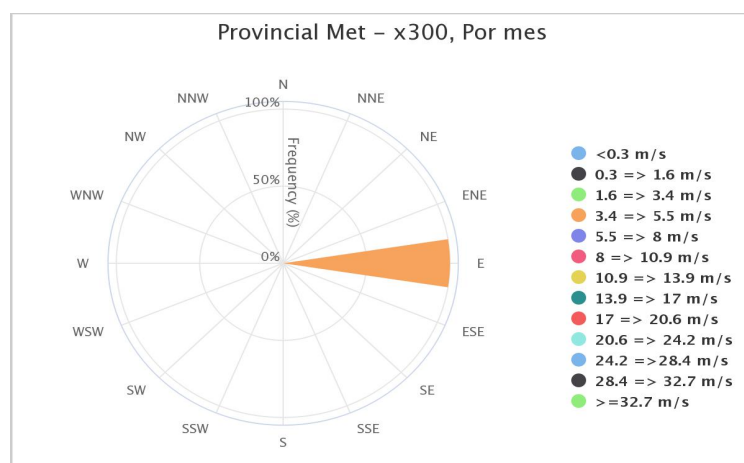 Provincial Met – x300, Por mes
N
NNE
NE
ENE
E
ESE
SE
SSE
S
SSW
SW
WSW
W
WNW
NW
NNW
100%
50%
0%
Frequency (%)
<0.3 m/s
0.3 => 1.6 m/s
1.6 => 3.4 m/s
3.4 => 5.5 m/s
5.5 => 8 m/s
8 => 10.9 m/s
10.9 => 13.9 m/s
13.9 => 17 m/s
17 => 20.6 m/s
20.6 => 24.2 m/s
24.2 =>28.4 m/s
28.4 => 32.7 m/s
>=32.7 m/s